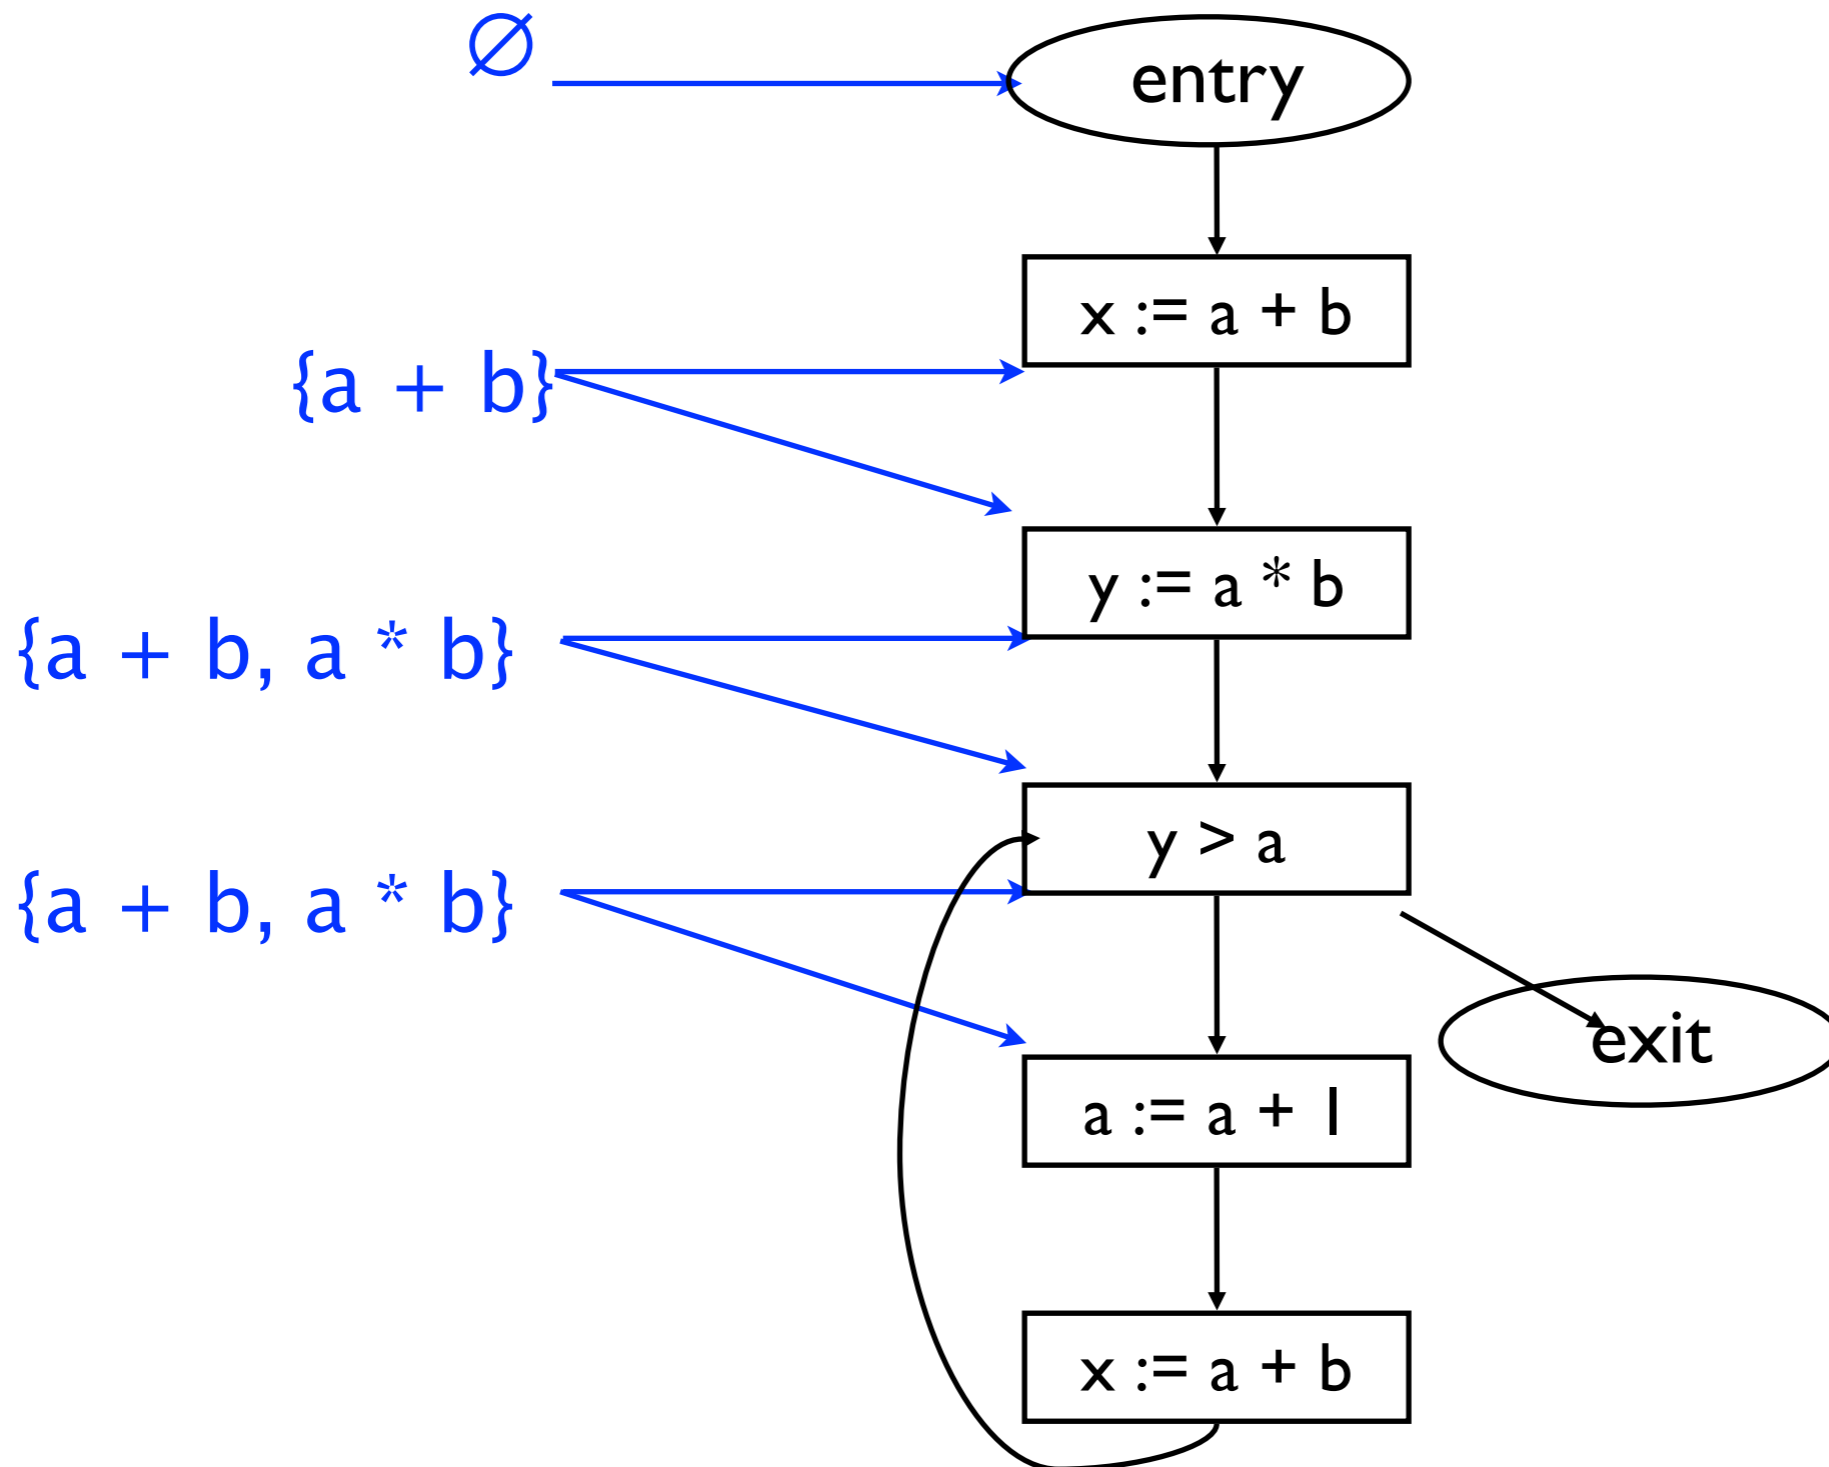 ∅
entry
x := a + b
{a + b}
y := a * b
{a + b, a * b}
y > a
{a + b, a * b}
exit
a := a + 1
x := a + b